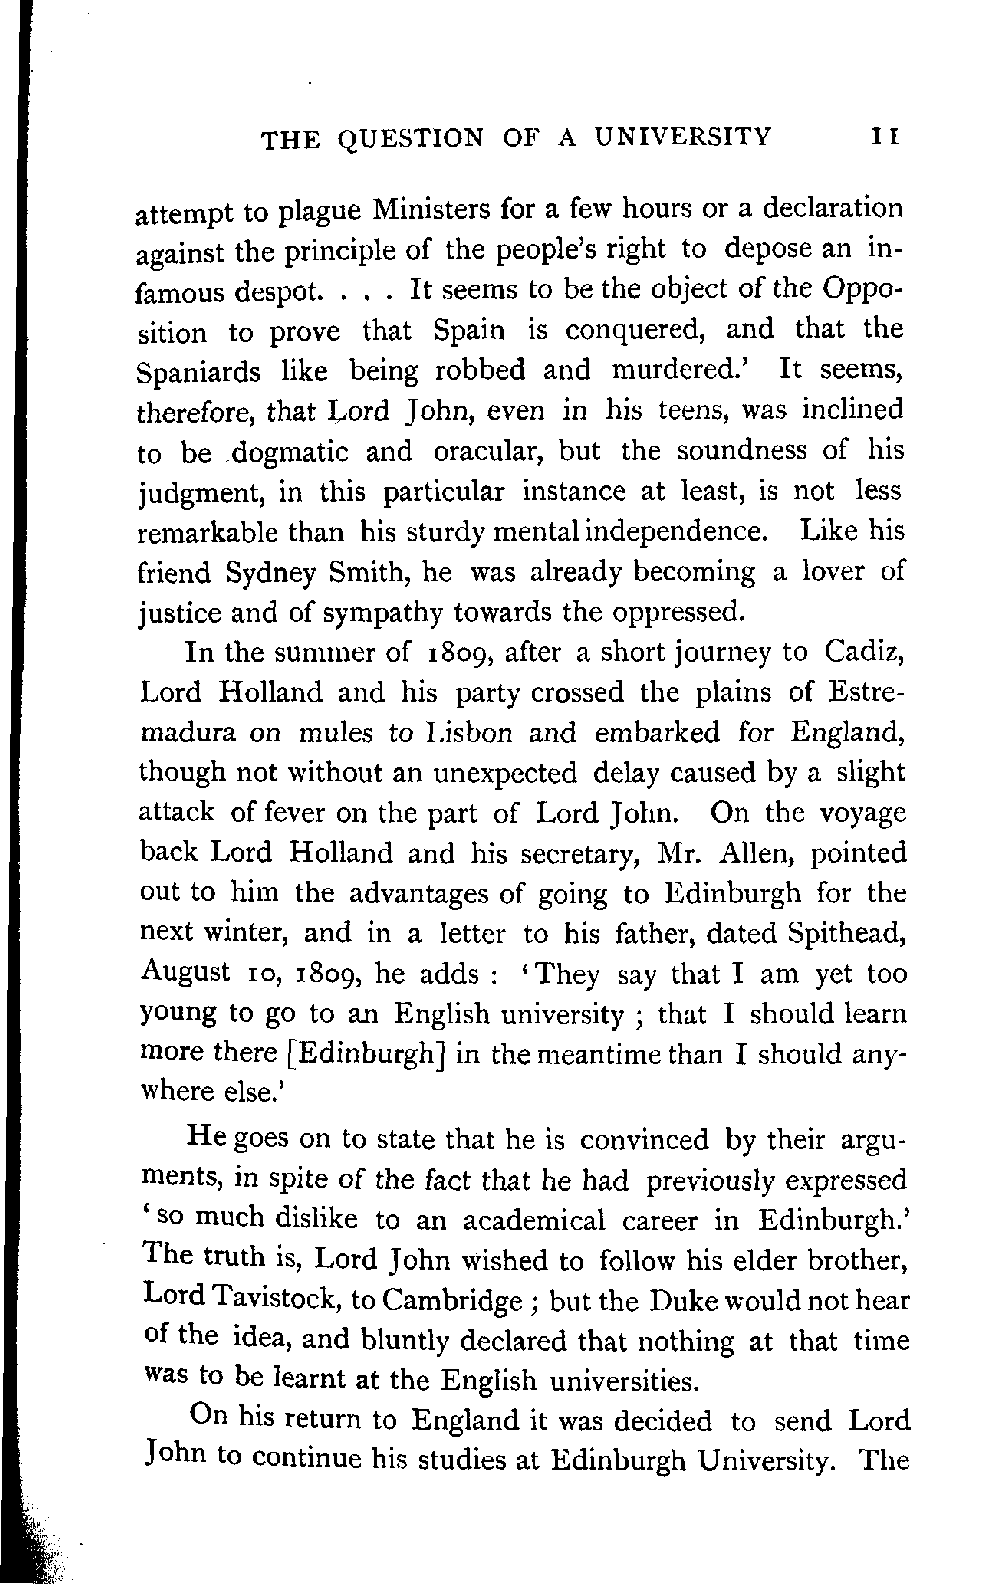 THE QUESTION OF A UNIVERSITY 11
attempt to plague Ministers for a few hours or a declaration
against the principle of the people's right to depose an in-
famous despot. . . . It seems to be the object of the Oppo-
sition to prove that Spain is conquered, and that the
Spaniards like being robbed and murdered.' It seems,
therefore, that Lord John, even in his teens, was inclined
to be dogmatic and oracular, but the soundness of his
judgment, in this particular instance at least, is not less
remarkable than his sturdy mental independence. Like his
friend Sydney Smith, he was already becoming a lover of
justice and of sympathy towards the oppressed.
In the summer of 1809, after a short journey to Cadiz,
Lord Holland and his party crossed the plains of Estre-
madura on mules to Lisbon and embarked for England,
though not without an unexpected delay caused by a slight
attack of fever on the part of Lord John. On the voyage
back Lord Holland and his secretary, Mr. Allen, pointed
out to him the advantages of going to Edinburgh for the
next winter, and in a letter to his father, dated Spithead,
August 10, 1809, he adds : 'They say that I am yet too
young to go to an English university ; that I should learn
more there [Edinburgh] in the meantime than I should any-
where else.'
He goes on to state that he is convinced by their argu-
ments, in spite of the fact that he had previously expressed
'so much dislike to an academical career in Edinburgh.'
The truth is, Lord John wished to follow his elder brother,
Lord Tavistock, to Cambridge ; but the Duke would not hear
of the idea, and bluntly declared that nothing at that time
was to be learnt at the English universities.
On his return to England it was decided to send Lord
John to continue his studies at Edinburgh University. The